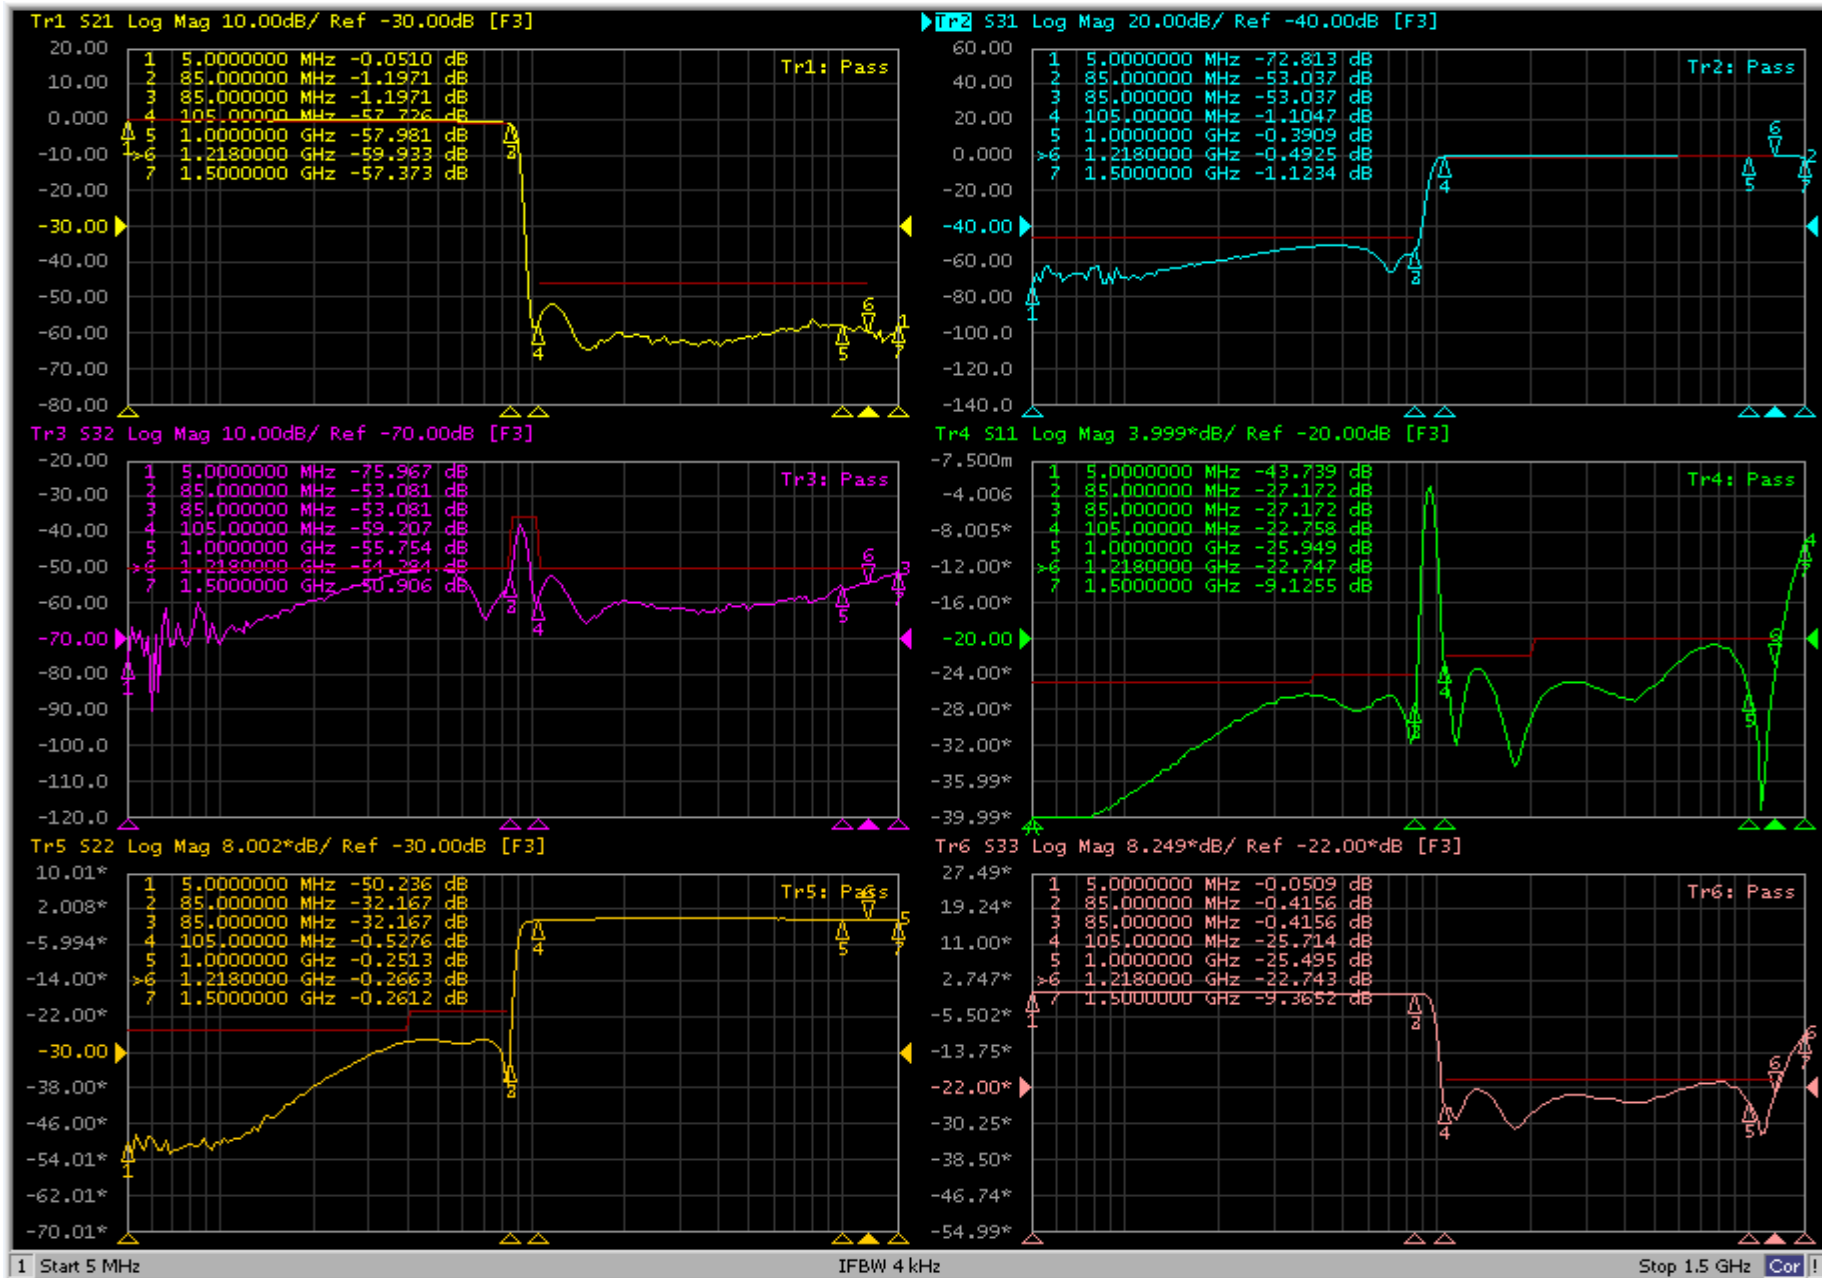 Tr1 S21 Log Mag 10.00dB/ Ref -30.00dB [F3]
20.00
10.00
0.000
-10.00
-20.00
-30.00
-40.00
-50.00
-60.00
-70.00
-80.00
1 5.0000000 MHz -0.0510 dB
2 85.000000 MHz -1.1971 dB
3 85.000000 MHz -1.1971 dB
4 105.00000 MHz -57.726 dB
5 1.0000000 GHz -57.981 dB
>6 1.2180000 GHz -59.933 dB
7 1.5000000 GHz -57.373 dB
Tr1: Pass
Tr2 S31 Log Mag 20.00dB/ Ref -40.00dB [F3]
60.00
40.00
20.00
0.000
-20.00
-40.00
-60.00
-80.00
-100.0
-120.0
-140.0
1 5.0000000 MHz -72.813 dB
2 85.000000 MHz -53.037 dB
3 85.000000 MHz -53.037 dB
4 105.00000 MHz -1.1047 dB
5 1.0000000 GHz -0.3909 dB
>6 1.2180000 GHz -0.4925 dB
7 1.5000000 GHz -1.1234 dB
Tr2: Pass
Tr3 S32 Log Mag 10.00dB/ Ref -70.00dB [F3]
-20.00
-30.00
-40.00
-50.00
-60.00
-70.00
-80.00
-90.00
-100.0
-110.0
-120.0
1 5.0000000 MHz -75.967 dB
2 85.000000 MHz -53.081 dB
3 85.000000 MHz -53.081 dB
4 105.00000 MHz -59.207 dB
5 1.0000000 GHz -55.754 dB
>6 1.2180000 GHz -54.284 dB
7 1.5000000 GHz -50.906 dB
Tr3: Pass
Tr4 S11 Log Mag 3.999*dB/ Ref -20.00dB [F3]
-7.500m
-4.006
-8.005*
-12.00*
-16.00*
-20.00
-24.00*
-28.00*
-32.00*
-35.99*
-39.99*
1 5.0000000 MHz -43.739 dB
2 85.000000 MHz -27.172 dB
3 85.000000 MHz -27.172 dB
4 105.00000 MHz -22.758 dB
5 1.0000000 GHz -25.949 dB
>6 1.2180000 GHz -22.747 dB
7 1.5000000 GHz -9.1255 dB
Tr4: Pass
Tr5 S22 Log Mag 8.002*dB/ Ref -30.00dB [F3]
10.01*
2.008*
-5.994*
-14.00*
-22.00*
-30.00
-38.00*
-46.00*
-54.01*
-62.01*
-70.01*
1 5.0000000 MHz -50.236 dB
2 85.000000 MHz -32.167 dB
3 85.000000 MHz -32.167 dB
4 105.00000 MHz -0.5276 dB
5 1.0000000 GHz -0.2513 dB
>6 1.2180000 GHz -0.2663 dB
7 1.5000000 GHz -0.2612 dB
Tr5: Pass
Tr6 S33 Log Mag 8.249*dB/ Ref -22.00*dB [F3]
27.49*
19.24*
11.00*
2.747*
-5.502*
-13.75*
-22.00*
-30.25*
-38.50*
-46.74*
-54.99*
1 5.0000000 MHz -0.0509 dB
2 85.000000 MHz -0.4156 dB
3 85.000000 MHz -0.4156 dB
4 105.00000 MHz -25.714 dB
5 1.0000000 GHz -25.495 dB
>6 1.2180000 GHz -22.743 dB
7 1.5000000 GHz -9.3652 dB
Tr6: Pass
1 Start 5 MHz IFBW 4 kHz Stop 1.5 GHz Cor !